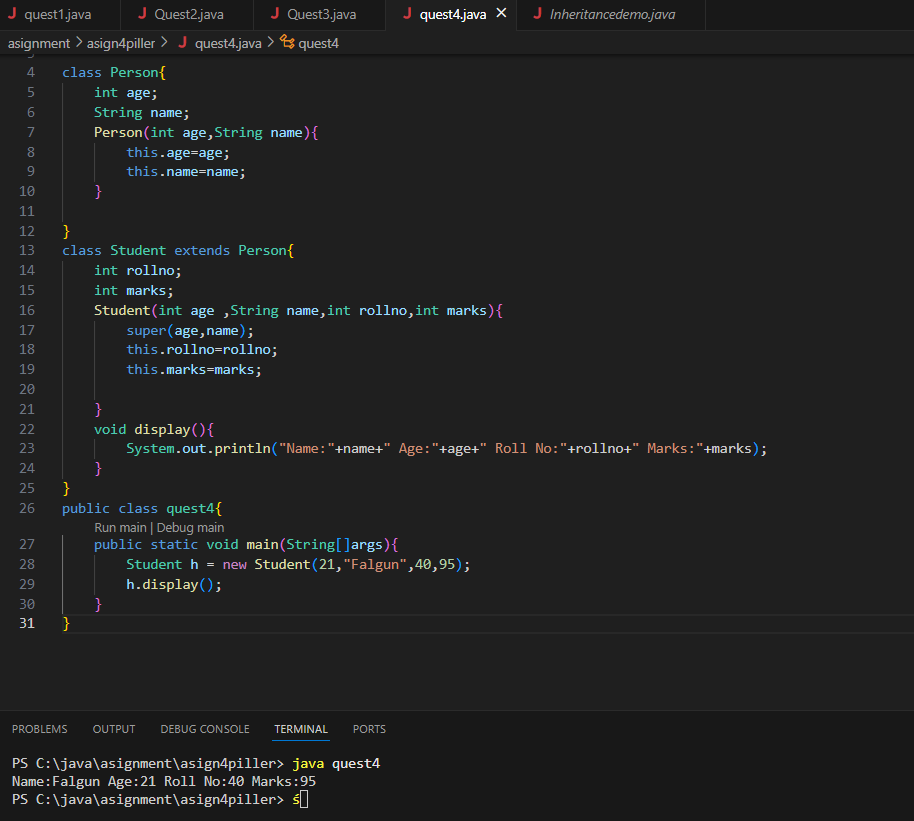 quest1.java Quest2.java Quest3.java quest4.java Inheritancedemo.java
asignment > asign4piller > quest4.java > quest4
4 class Person{
5 int age;
6 String name;
7 Person(int age,String name){
8 this.age=age;
9 this.name=name;
10 }
11
12 }
13 class Student extends Person{
14 int rollno;
15 int marks;
16 Student(int age ,String name,int rollno,int marks){
17 super(age,name);
18 this.rollno=rollno;
19 this.marks=marks;
20
21 }
22 void display(){
23 System.out.println("Name:"+name+" Age:"+age+" Roll No:"+rollno+" Marks:"+marks);
24 }
25 }
26 public class quest4{
Run main | Debug main
27 public static void main(String[]args){
28 Student h = new Student(21,"Falgun",40,95);
29 h.display();
30 }
31 }
PROBLEMS OUTPUT DEBUG CONSOLE TERMINAL PORTS
PS C:\java\asignment\asign4piller> java quest4
Name:Falgun Age:21 Roll No:40 Marks:95
PS C:\java\asignment\asign4piller> ś